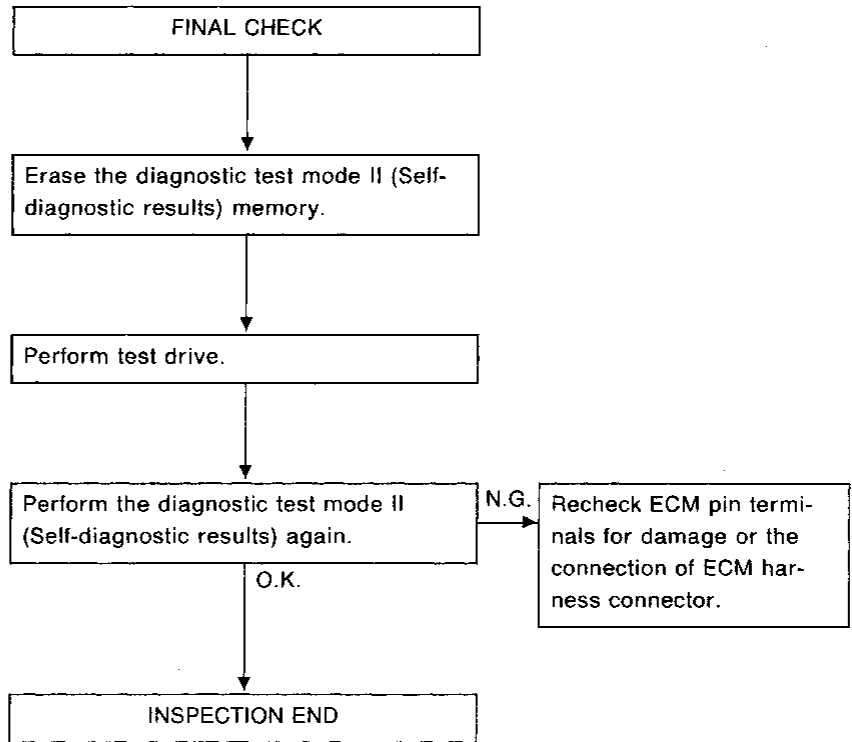 FINAL CHECK
Erase the diagnostic test mode II (Self-
diagnostic results) memory.
Perform test drive.
Perform the diagnostic test mode II
(Self-diagnostic results) again.
N.G.
Recheck ECM pin termi-
nals for damage or the
connection of ECM har-
ness connector.
O.K.
INSPECTION END